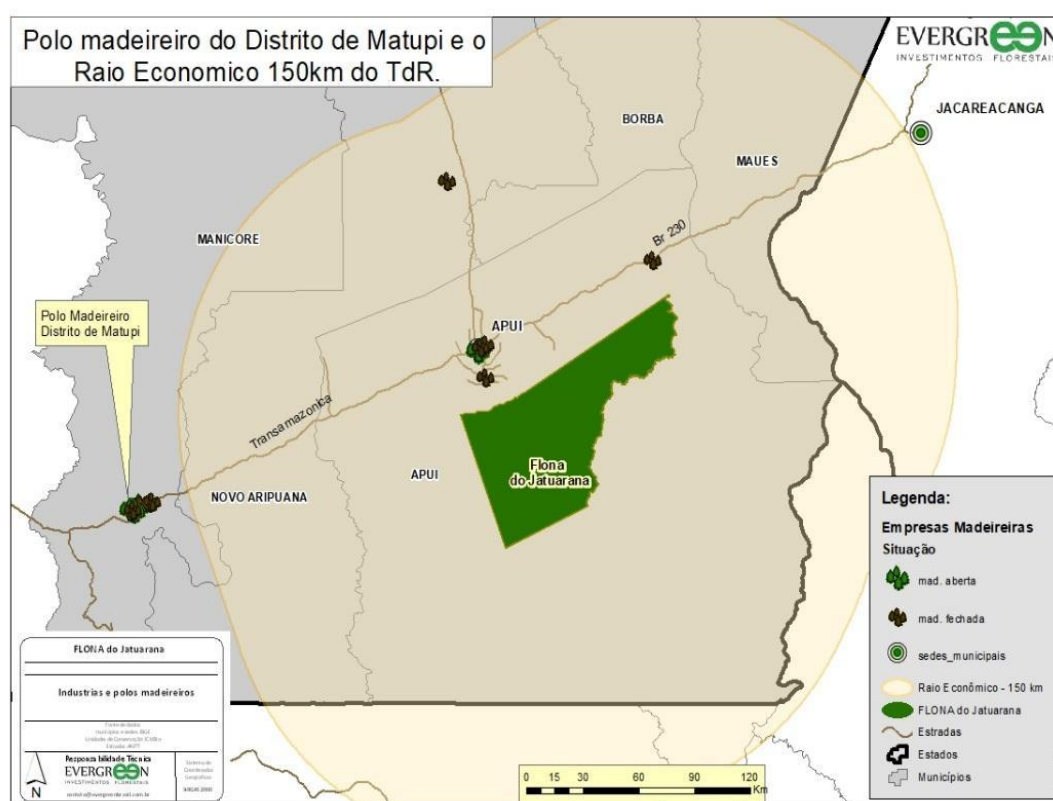 Polo madeireiro do Distrito de Matupi e o
Raio Economico 150km do TdR.
EVERGREEN
INVESTIMENTOS FLORESTAIS
JACAREACANGA
BORBA
MAUES
MANICORE
Br 230
Polo Madeireiro
Distrito de Matupi
APUI
Transamazonica
Flona
do Jatuarana
APUI
NOVO ARIPUANA
Legenda:
Empresas Madeireiras
Situação
mad. aberta
mad. fechada
sedes_municipais
Raio Econômico - 150 km
FLONA do Jatuarana
Estradas
Estados
Municípios
FLONA do Jatuarana
Industrias e polos madeireiros
Responsabilidade Técnica
EVERGREEN
INVESTIMENTOS FLORESTAIS
N
0 15 30 60 90 120
Km